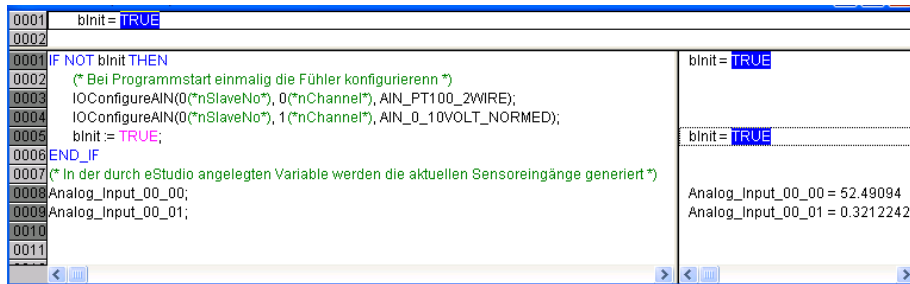 0001 bInit = TRUE
0002
0001 IF NOT bInit THEN bInit = TRUE
0002 (* Bei Programmstart einmalig die Fühler konfigurierenn *)
0003 IOConfigureAIN(0(*nSlaveNo*), 0(*nChannel*), AIN_PT100_2WIRE);
0004 IOConfigureAIN(0(*nSlaveNo*), 1(*nChannel*), AIN_0_10VOLT_NORMED);
0005 bInit := TRUE; bInit = TRUE
0006 END_IF
0007 (* In der durch eStudio angelegten Variable werden die aktuellen Sensoreingänge generiert *)
0008 Analog_Input_00_00; Analog_Input_00_00 = 52.49094
0009 Analog_Input_00_01; Analog_Input_00_01 = 0.3212242
0010
0011